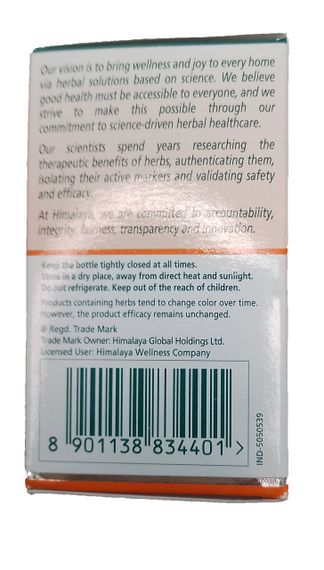 Our vision is to bring wellness and joy to every home
via herbal solutions based on science. We believe
good health must be accessible to everyone, and we
strive to make this possible through our
commitment to science-driven herbal healthcare.
Our scientists spend years researching the
therapeutic benefits of herbs, authenticating them,
isolating their active markers and validating safety
and efficacy.
At Himalaya, we are committed to accountability,
integrity, fairness, transparency and innovation.
Keep the bottle tightly closed at all times.
Store in a dry place, away from direct heat and sunlight.
Do not refrigerate. Keep out of the reach of children.
Products containing herbs tend to change color over time.
However, the product efficacy remains unchanged.
® Regd. Trade Mark
Trade Mark Owner: Himalaya Global Holdings Ltd.
Licensed User: Himalaya Wellness Company
8 901138 834401 >
IND-5050539